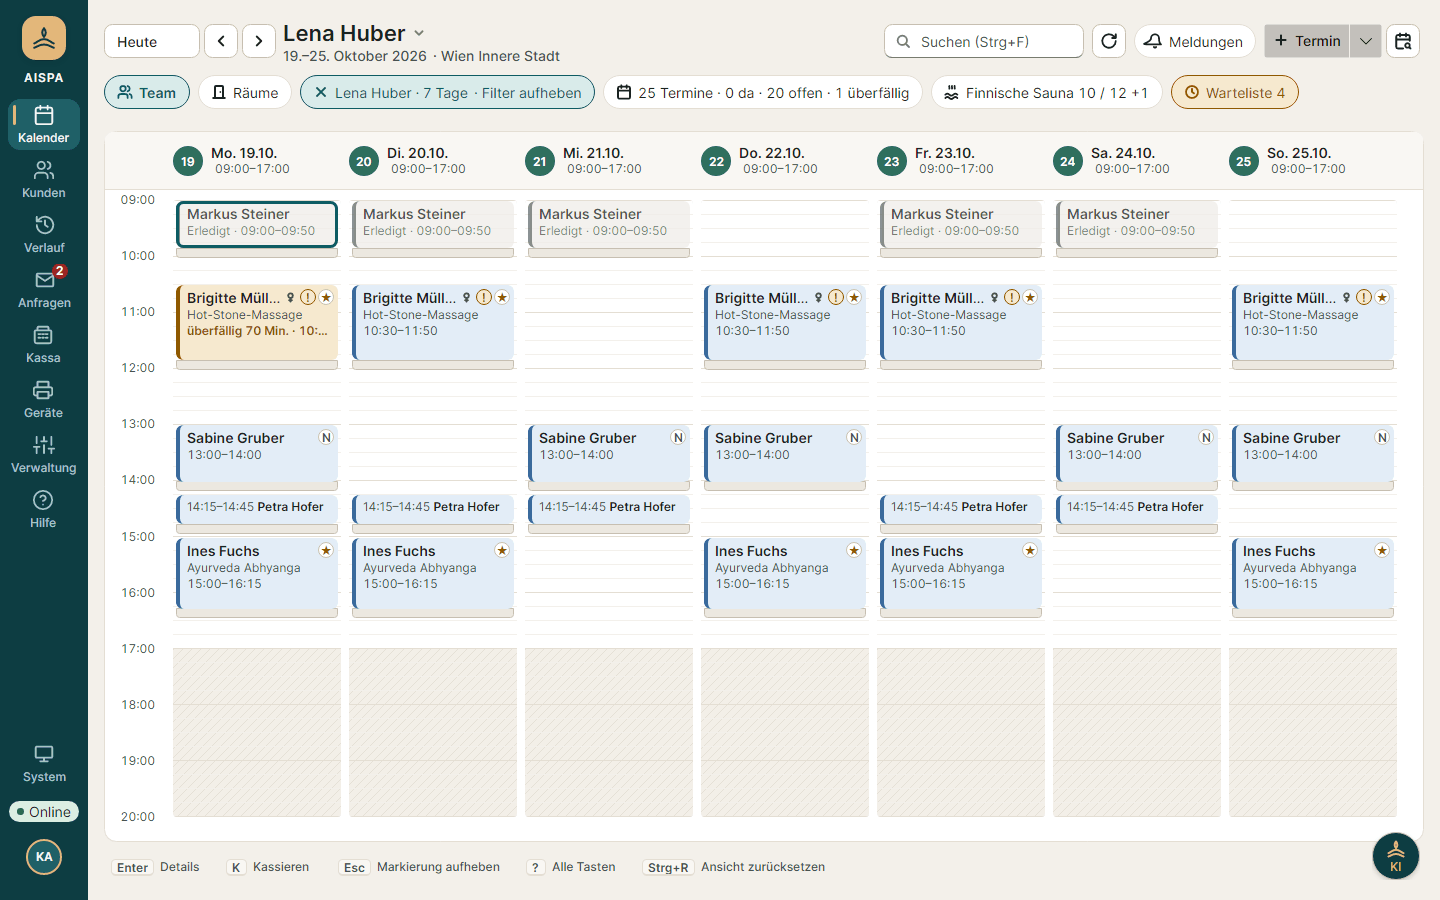 AISPA
Kalender
Kunden
Verlauf
2
Anfragen
Kassa
Geräte
Verwaltung
Hilfe
System
Online
KA
Heute
Lena Huber
19.–25. Oktober 2026 · Wien Innere Stadt
Suchen (Strg+F)
Meldungen
+ Termin
Team
Räume
Lena Huber · 7 Tage · Filter aufheben
25 Termine · 0 da · 20 offen · 1 überfällig
Finnische Sauna 10 / 12 +1
Warteliste 4
19 Mo. 19.10. 09:00–17:00
20 Di. 20.10. 09:00–17:00
21 Mi. 21.10. 09:00–17:00
22 Do. 22.10. 09:00–17:00
23 Fr. 23.10. 09:00–17:00
24 Sa. 24.10. 09:00–17:00
25 So. 25.10. 09:00–17:00
09:00
10:00
11:00
12:00
13:00
14:00
15:00
16:00
17:00
18:00
19:00
20:00
Markus Steiner
Erledigt · 09:00–09:50
Brigitte Müll... ♀ ! ★
Hot-Stone-Massage
überfällig 70 Min. · 10:...
Sabine Gruber N
13:00–14:00
14:15–14:45 Petra Hofer
Ines Fuchs ★
Ayurveda Abhyanga
15:00–16:15
Markus Steiner
Erledigt · 09:00–09:50
Brigitte Müll... ♀ ! ★
Hot-Stone-Massage
10:30–11:50
14:15–14:45 Petra Hofer
Ines Fuchs ★
Ayurveda Abhyanga
15:00–16:15
Markus Steiner
Erledigt · 09:00–09:50
Sabine Gruber N
13:00–14:00
14:15–14:45 Petra Hofer
Brigitte Müll... ♀ ! ★
Hot-Stone-Massage
10:30–11:50
Sabine Gruber N
13:00–14:00
Ines Fuchs ★
Ayurveda Abhyanga
15:00–16:15
Markus Steiner
Erledigt · 09:00–09:50
Brigitte Müll... ♀ ! ★
Hot-Stone-Massage
10:30–11:50
14:15–14:45 Petra Hofer
Ines Fuchs ★
Ayurveda Abhyanga
15:00–16:15
Markus Steiner
Erledigt · 09:00–09:50
Sabine Gruber N
13:00–14:00
14:15–14:45 Petra Hofer
Brigitte Müll... ♀ ! ★
Hot-Stone-Massage
10:30–11:50
Sabine Gruber N
13:00–14:00
Ines Fuchs ★
Ayurveda Abhyanga
15:00–16:15
Enter Details K Kassieren Esc Markierung aufheben ? Alle Tasten Strg+R Ansicht zurücksetzen
KI